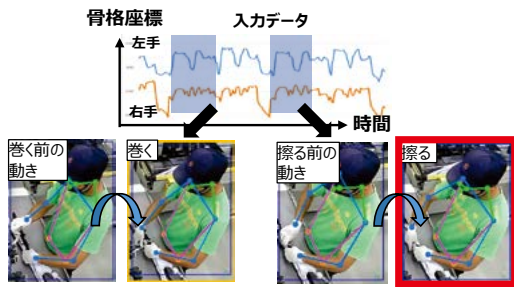 骨格座標
入力データ
左手
右手
時間
巻く前の
動き
巻く
擦る前の
動き
擦る